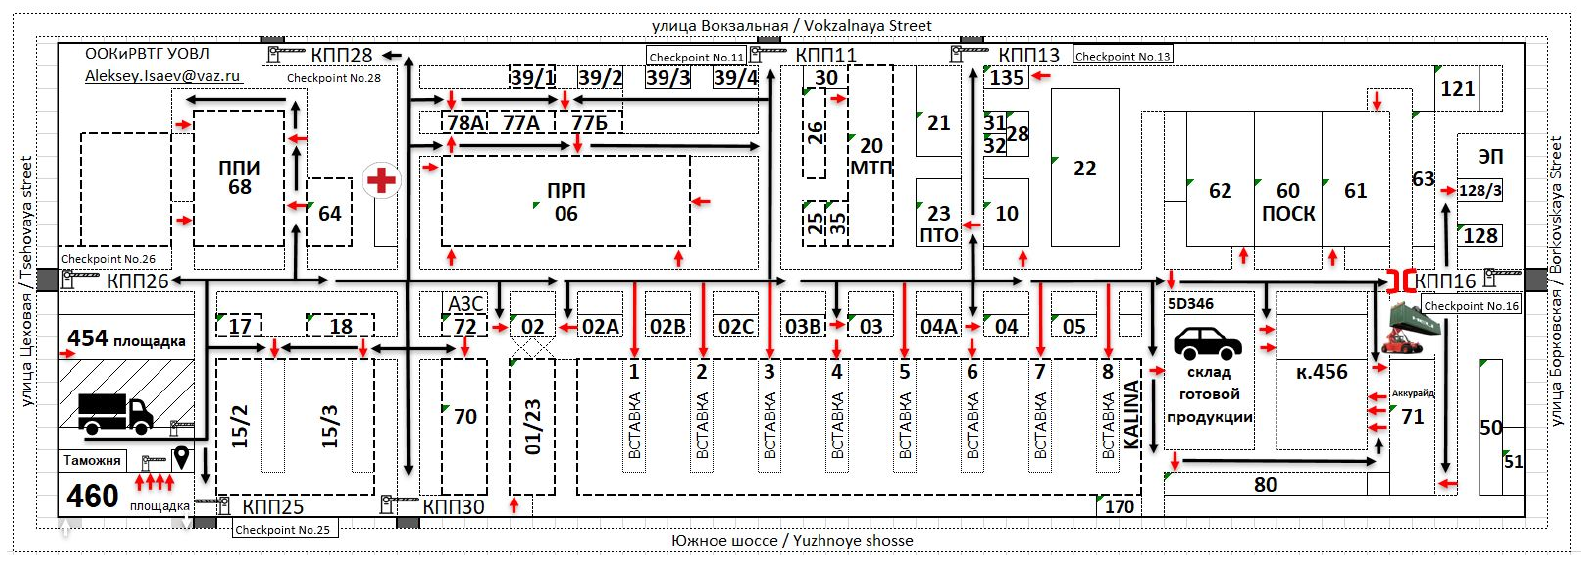 улица Вокзальная / Vokzalnaya Street
ООКиРВТГ УОВЛ
Aleksey.Isaev@vaz.ru
КПП28
Checkpoint No.28
Checkpoint No.11
КПП11
КПП13
Checkpoint No.13
39/1
39/2
39/3
39/4
30
135
121
78А
77А
77Б
26
20
МТП
21
31
32
28
22
ППИ
68
64
ПРП
06
25
35
23
ПТО
10
62
60
ПОСК
61
63
ЭП
128/3
128
улица Цеховая / Tsehovaya street
улица Борковская / Borkovskaya Street
Checkpoint No.26
КПП26
КПП16
Checkpoint No.16
17
18
АЗС
72
02
02А
02В
02С
03В
03
04А
04
05
5D346
454 площадка
склад
готовой
продукции
к.456
Аккурайд
71
50
51
15/2
15/3
70
01/23
1
2
3
4
5
6
7
8
ВСТАВКА
ВСТАВКА
ВСТАВКА
ВСТАВКА
ВСТАВКА
ВСТАВКА
ВСТАВКА
ВСТАВКА
KALINA
Таможня
460 площадка
КПП25
Checkpoint No.25
КПП30
170
80
Южное шоссе / Yuzhnoye shosse